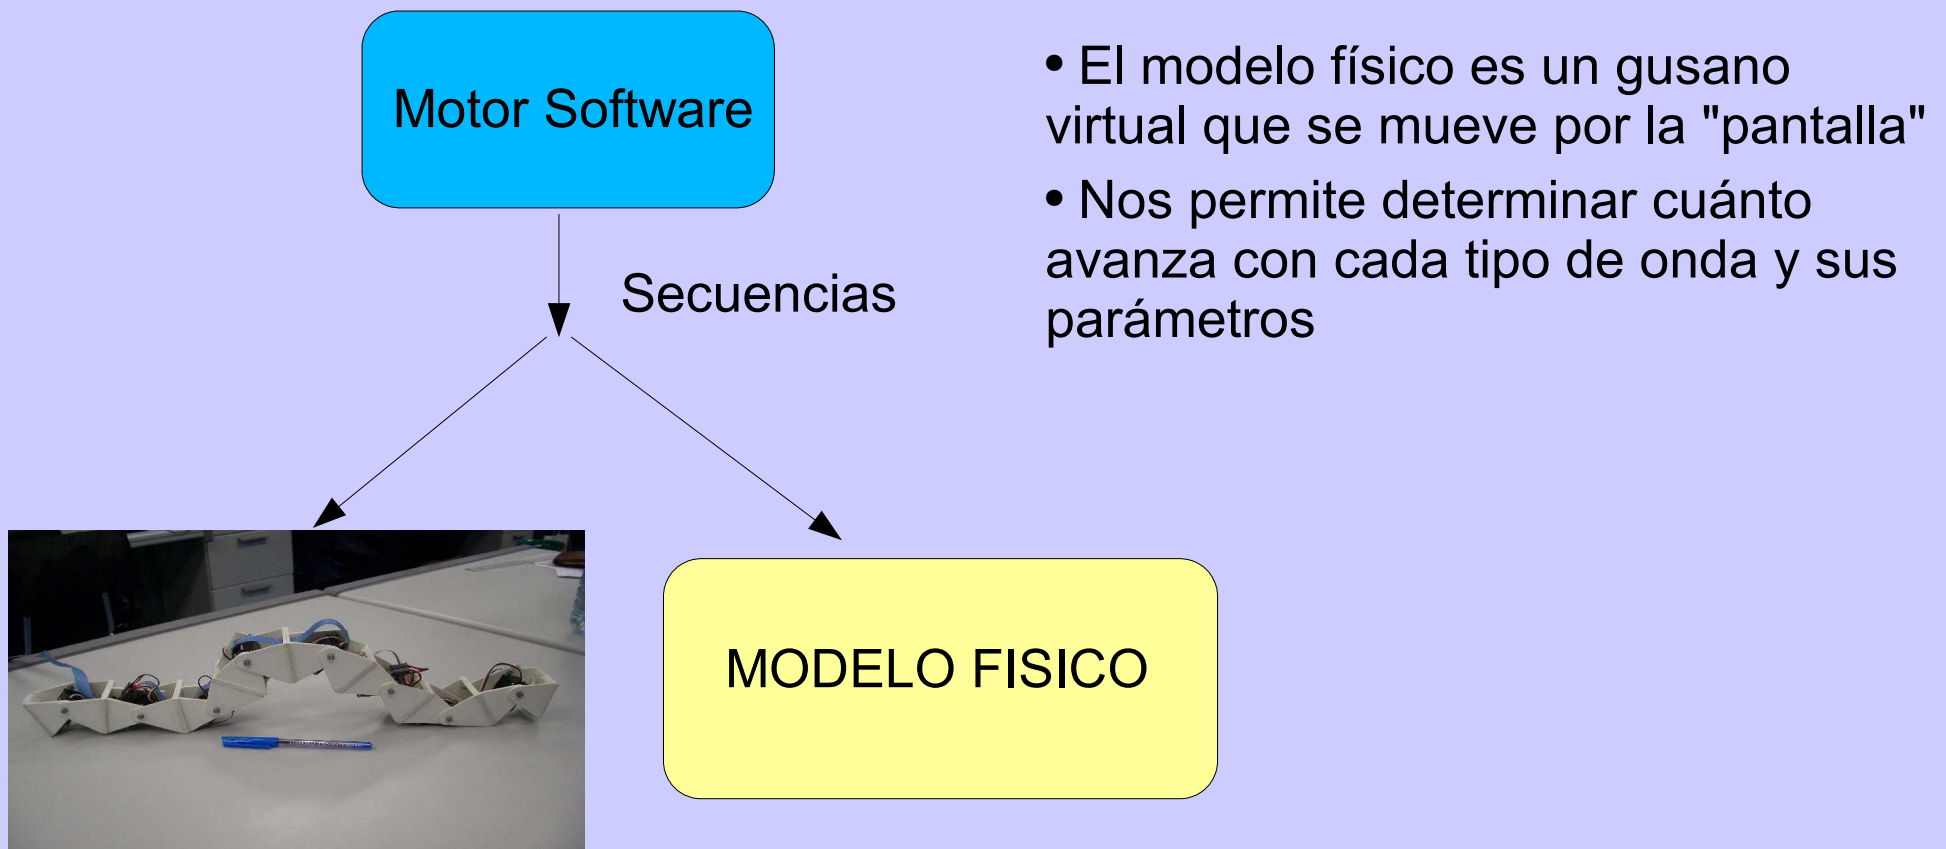 Motor Software
• El modelo físico es un gusano
virtual que se mueve por la "pantalla"
• Nos permite determinar cuánto
avanza con cada tipo de onda y sus
parámetros
Secuencias
MODELO FISICO